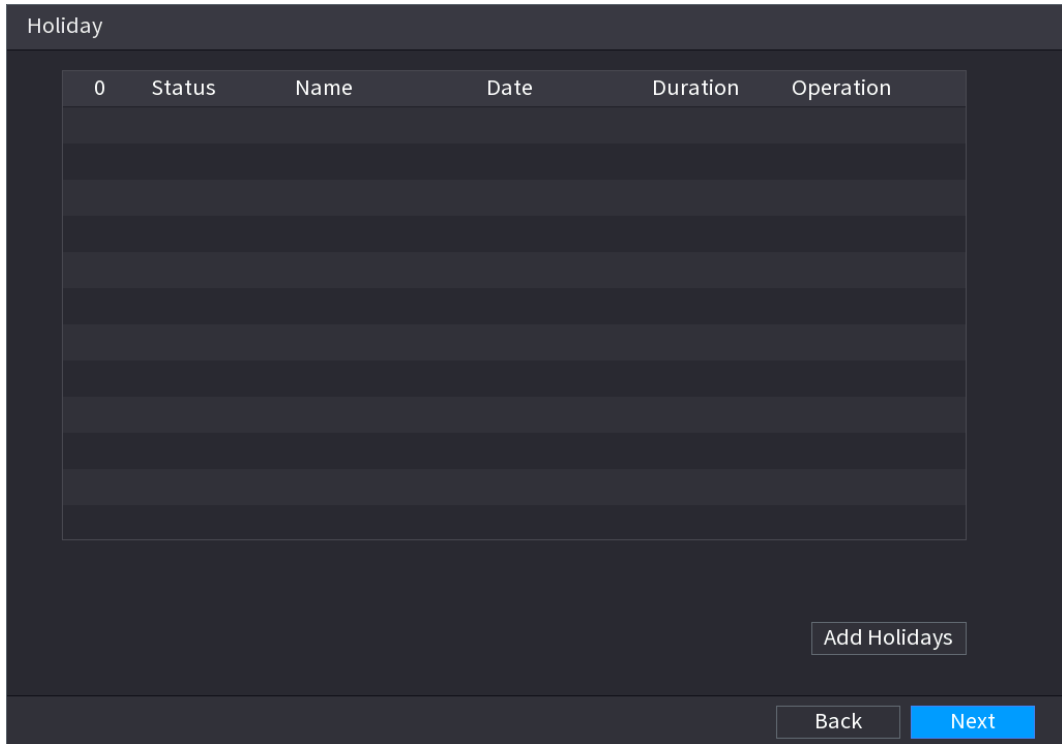 Holiday
0 Status Name Date Duration Operation
Add Holidays
Back Next